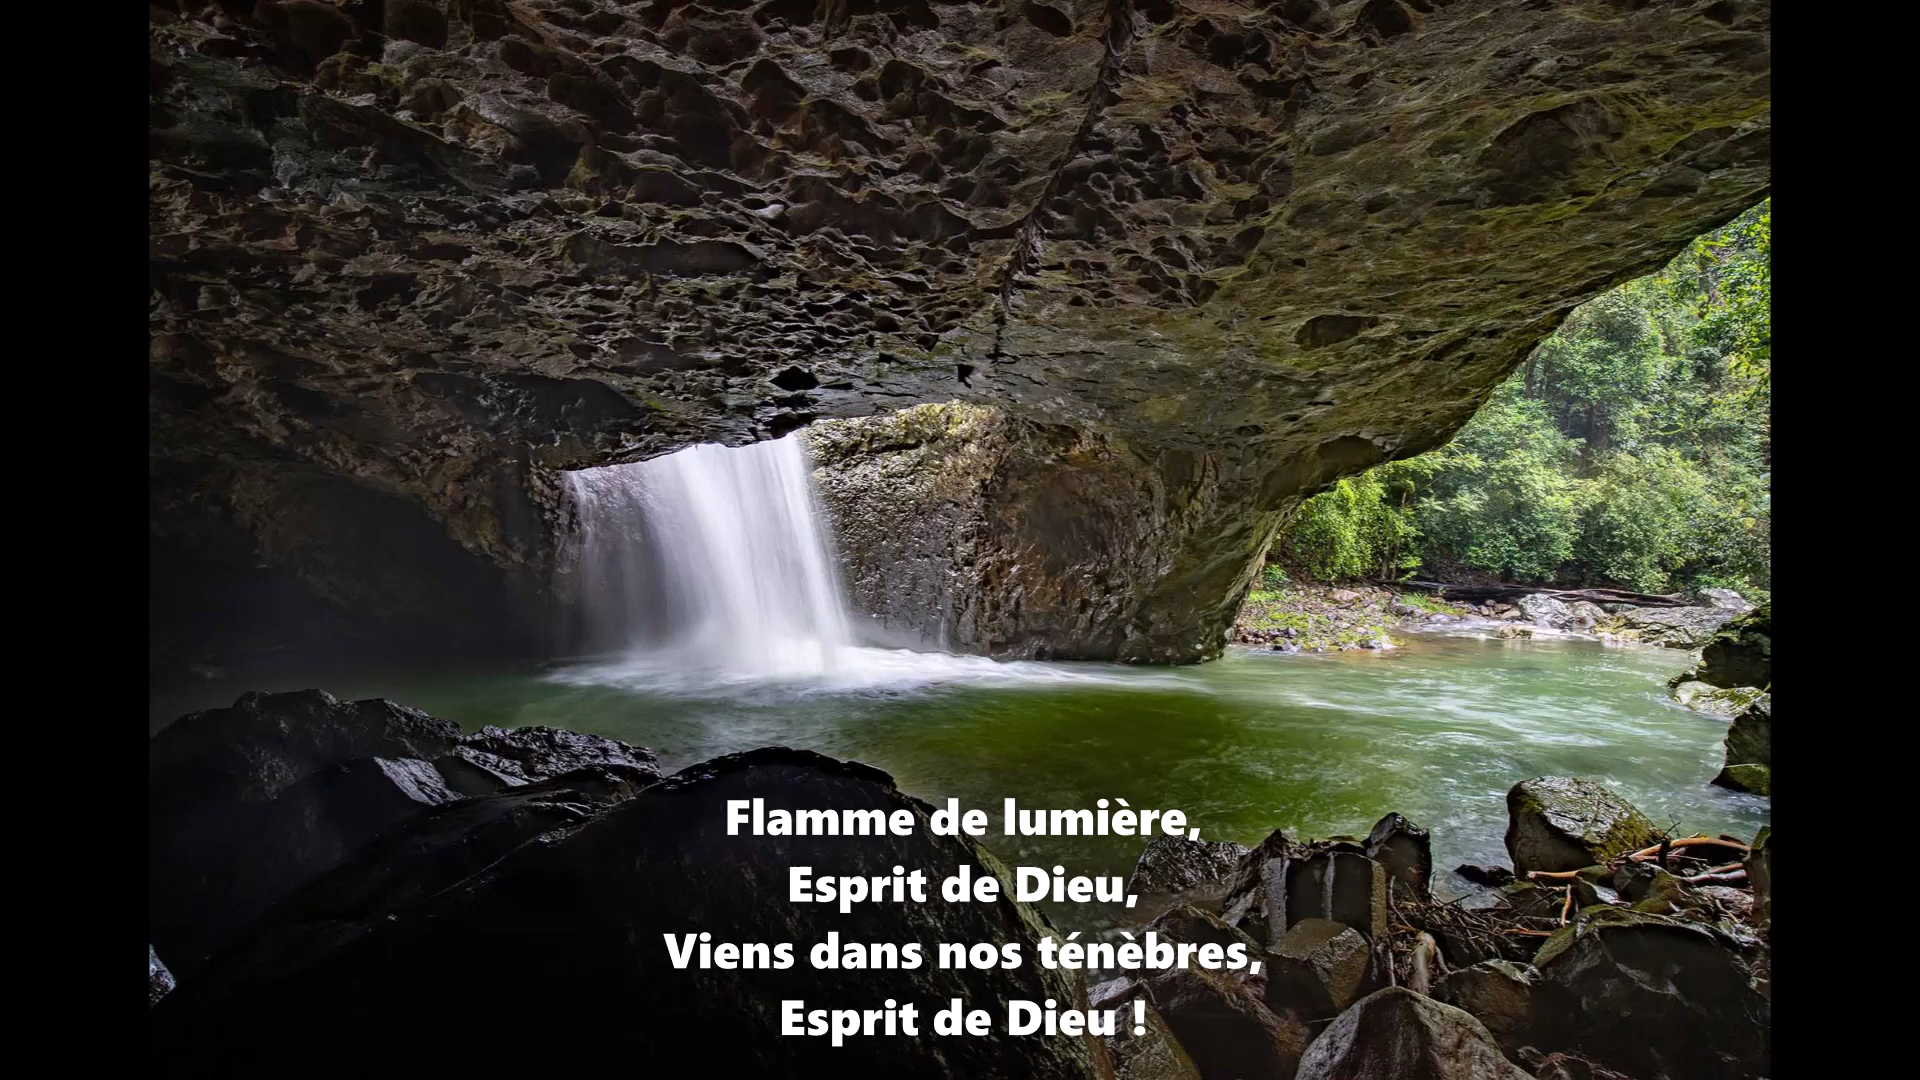 Flamme de lumière,
Esprit de Dieu,
Viens dans nos ténèbres,
Esprit de Dieu !